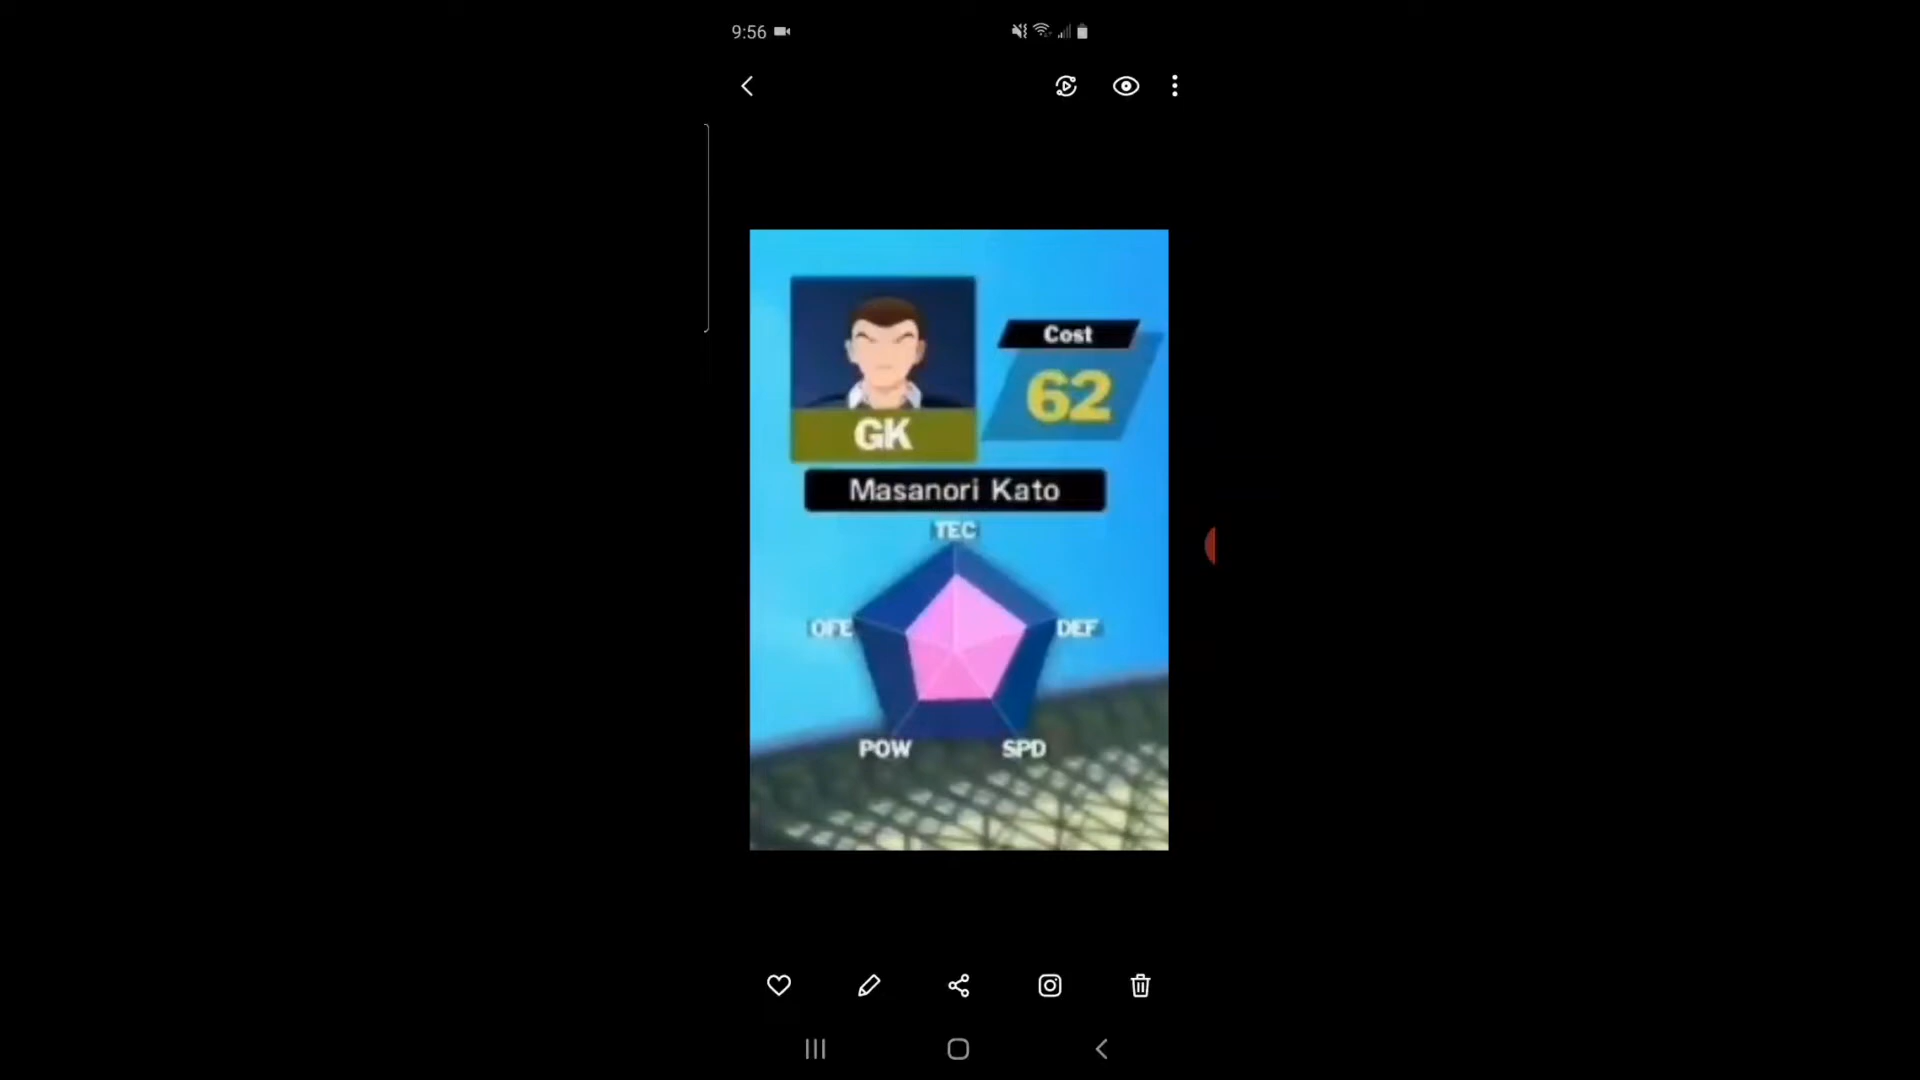 9:56
Cost
62
GK
Masanori Kato
TEC
OFE
DEF
POW
SPD